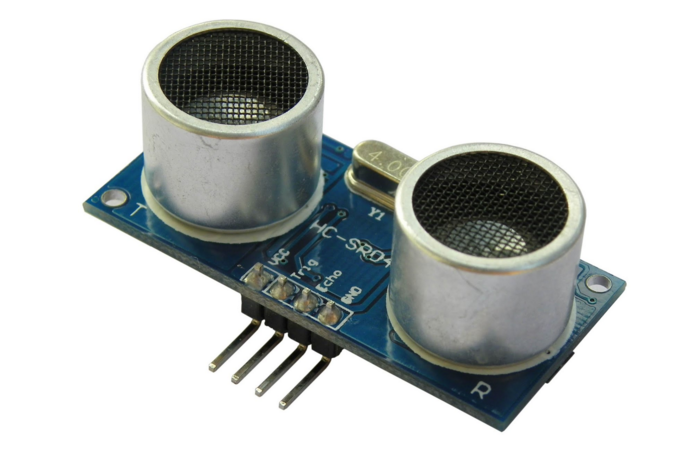 T
4.00
Y1
HC-SR04
Vcc
Trig
Echo
GND
R